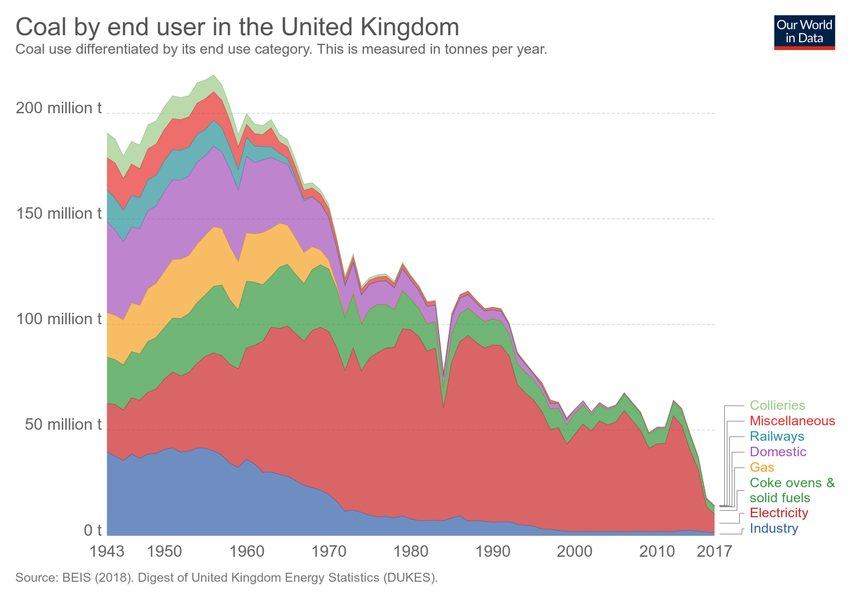 Coal by end user in the United Kingdom
Coal use differentiated by its end use category. This is measured in tonnes per year.
Our World
in Data
200 million t
150 million t
100 million t
50 million t
0 t
1943
1950
1960
1970
1980
1990
2000
2010
2017
Collieries
Miscellaneous
Railways
Domestic
Gas
Coke ovens &
solid fuels
Electricity
Industry
Source: BEIS (2018). Digest of United Kingdom Energy Statistics (DUKES).